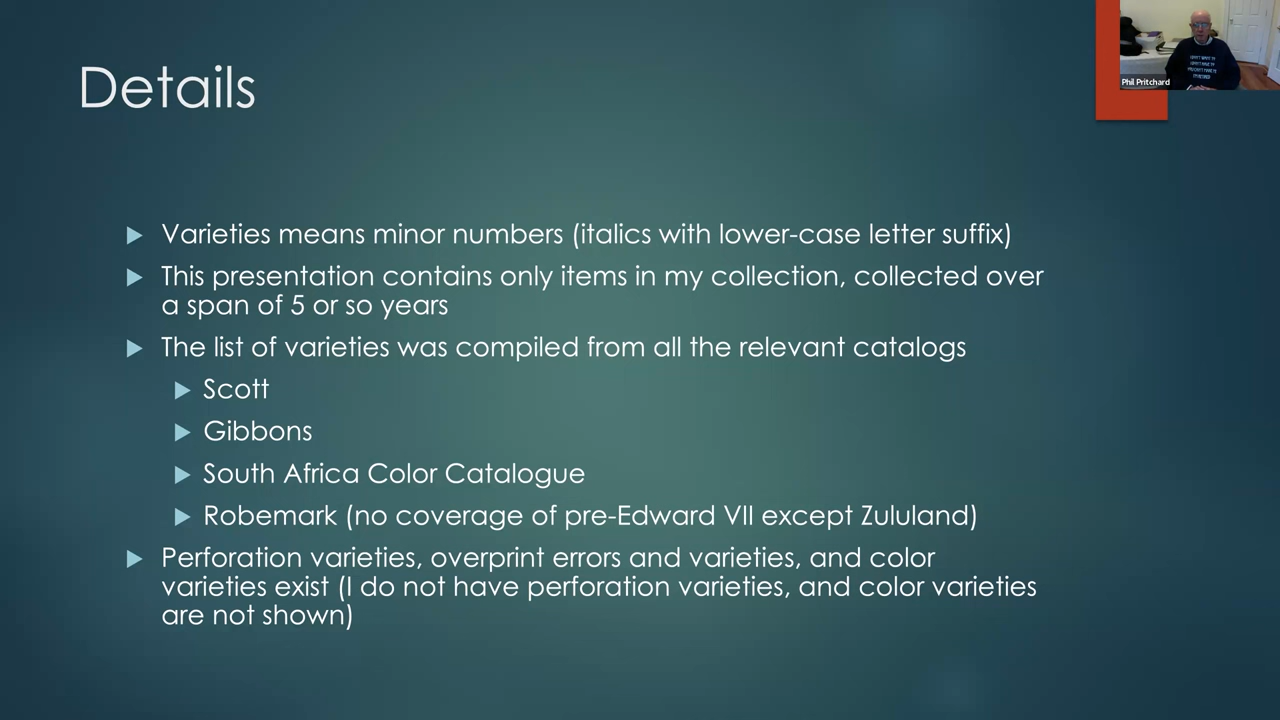 Details
Varieties means minor numbers (italics with lower-case letter suffix)
This presentation contains only items in my collection, collected over
a span of 5 or so years
The list of varieties was compiled from all the relevant catalogs
Scott
Gibbons
South Africa Color Catalogue
Robemark (no coverage of pre-Edward VII except Zululand)
Perforation varieties, overprint errors and varieties, and color
varieties exist (I do not have perforation varieties, and color varieties
are not shown)
Phil Pritchard